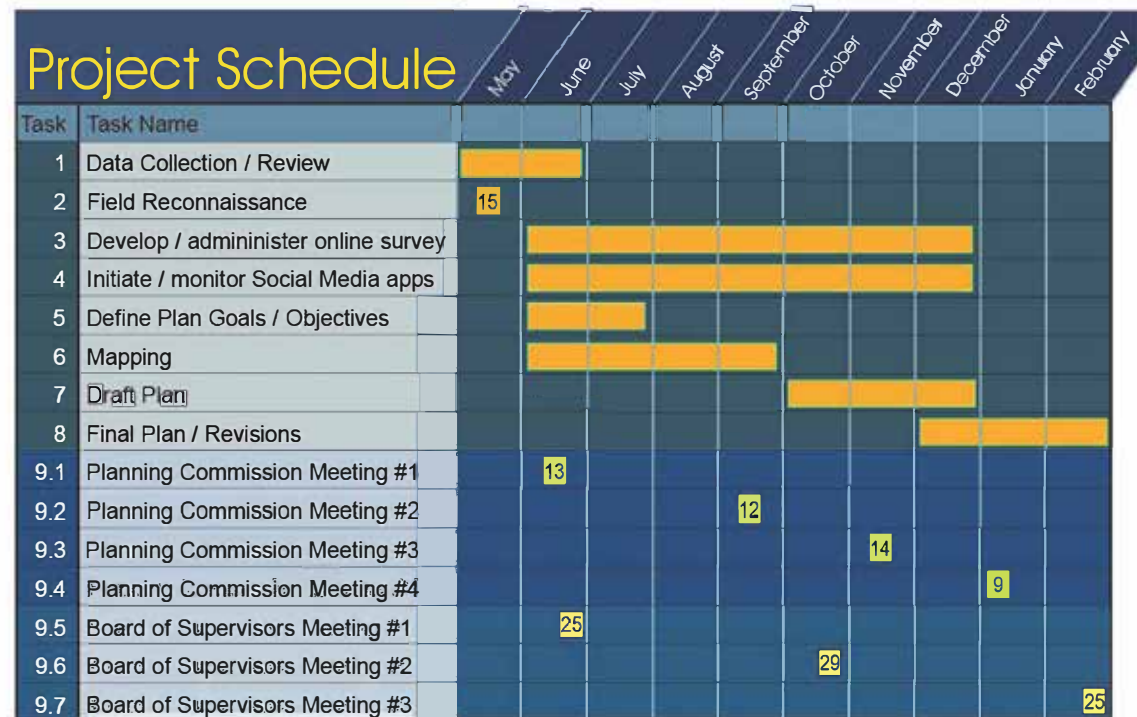 Project Schedule
May June July August September October November December January February
Task Task Name
1 Data Collection / Review
2 Field Reconnaissance 15
3 Develop / admininister online survey
4 Initiate / monitor Social Media apps
5 Define Plan Goals / Objectives
6 Mapping
7 Draft Plan
8 Final Plan / Revisions
9.1 Planning Commission Meeting #1 13
9.2 Planning Commission Meeting #2 12
9.3 Planning Commission Meeting #3 14
9.4 Planning Commission Meeting #4 9
9.5 Board of Supervisors Meeting #1 25
9.6 Board of Supervisors Meeting #2 29
9.7 Board of Supervisors Meeting #3 25